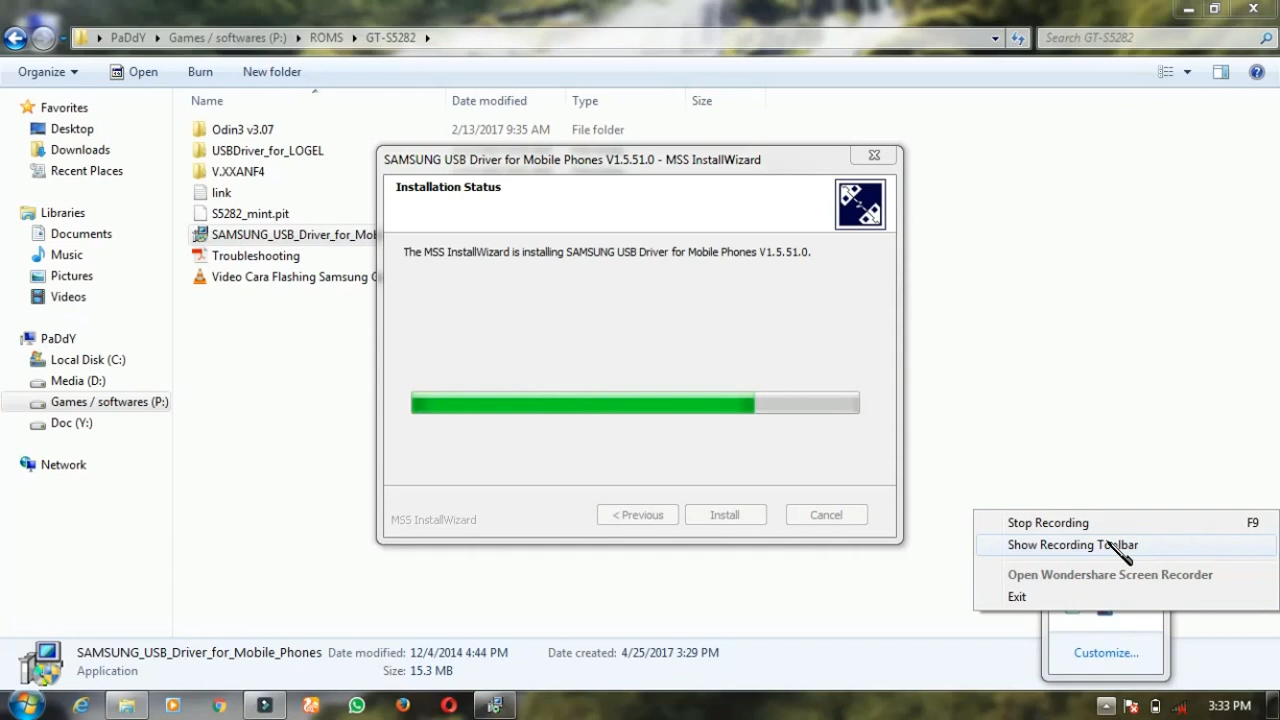 PaDdY
Games / softwares (P:)
ROMS
GT-S5282
Search GT-S5282
Organize
Open
Burn
New folder
Name
Date modified
Type
Size
Favorites
Desktop
Downloads
Recent Places
Libraries
Documents
Music
Pictures
Videos
PaDdY
Local Disk (C:)
Media (D:)
Games / softwares (P:)
Doc (Y:)
Network
Odin3 v3.07
2/13/2017 9:35 AM
File folder
USBDriver_for_LOGEL
V.XXANF4
link
S5282_mint.pit
SAMSUNG_USB_Driver_for_Mob
Troubleshooting
Video Cara Flashing Samsung
SAMSUNG USB Driver for Mobile Phones V1.5.51.0 - MSS InstallWizard
Installation Status
The MSS InstallWizard is installing SAMSUNG USB Driver for Mobile Phones V1.5.51.0.
MSS InstallWizard
< Previous
Install
Cancel
Stop Recording F9
Show Recording Toolbar
Open Wondershare Screen Recorder
Exit
Customize...
SAMSUNG_USB_Driver_for_Mobile_Phones
Date modified: 12/4/2014 4:44 PM
Date created: 4/25/2017 3:29 PM
Application
Size: 15.3 MB
3:33 PM